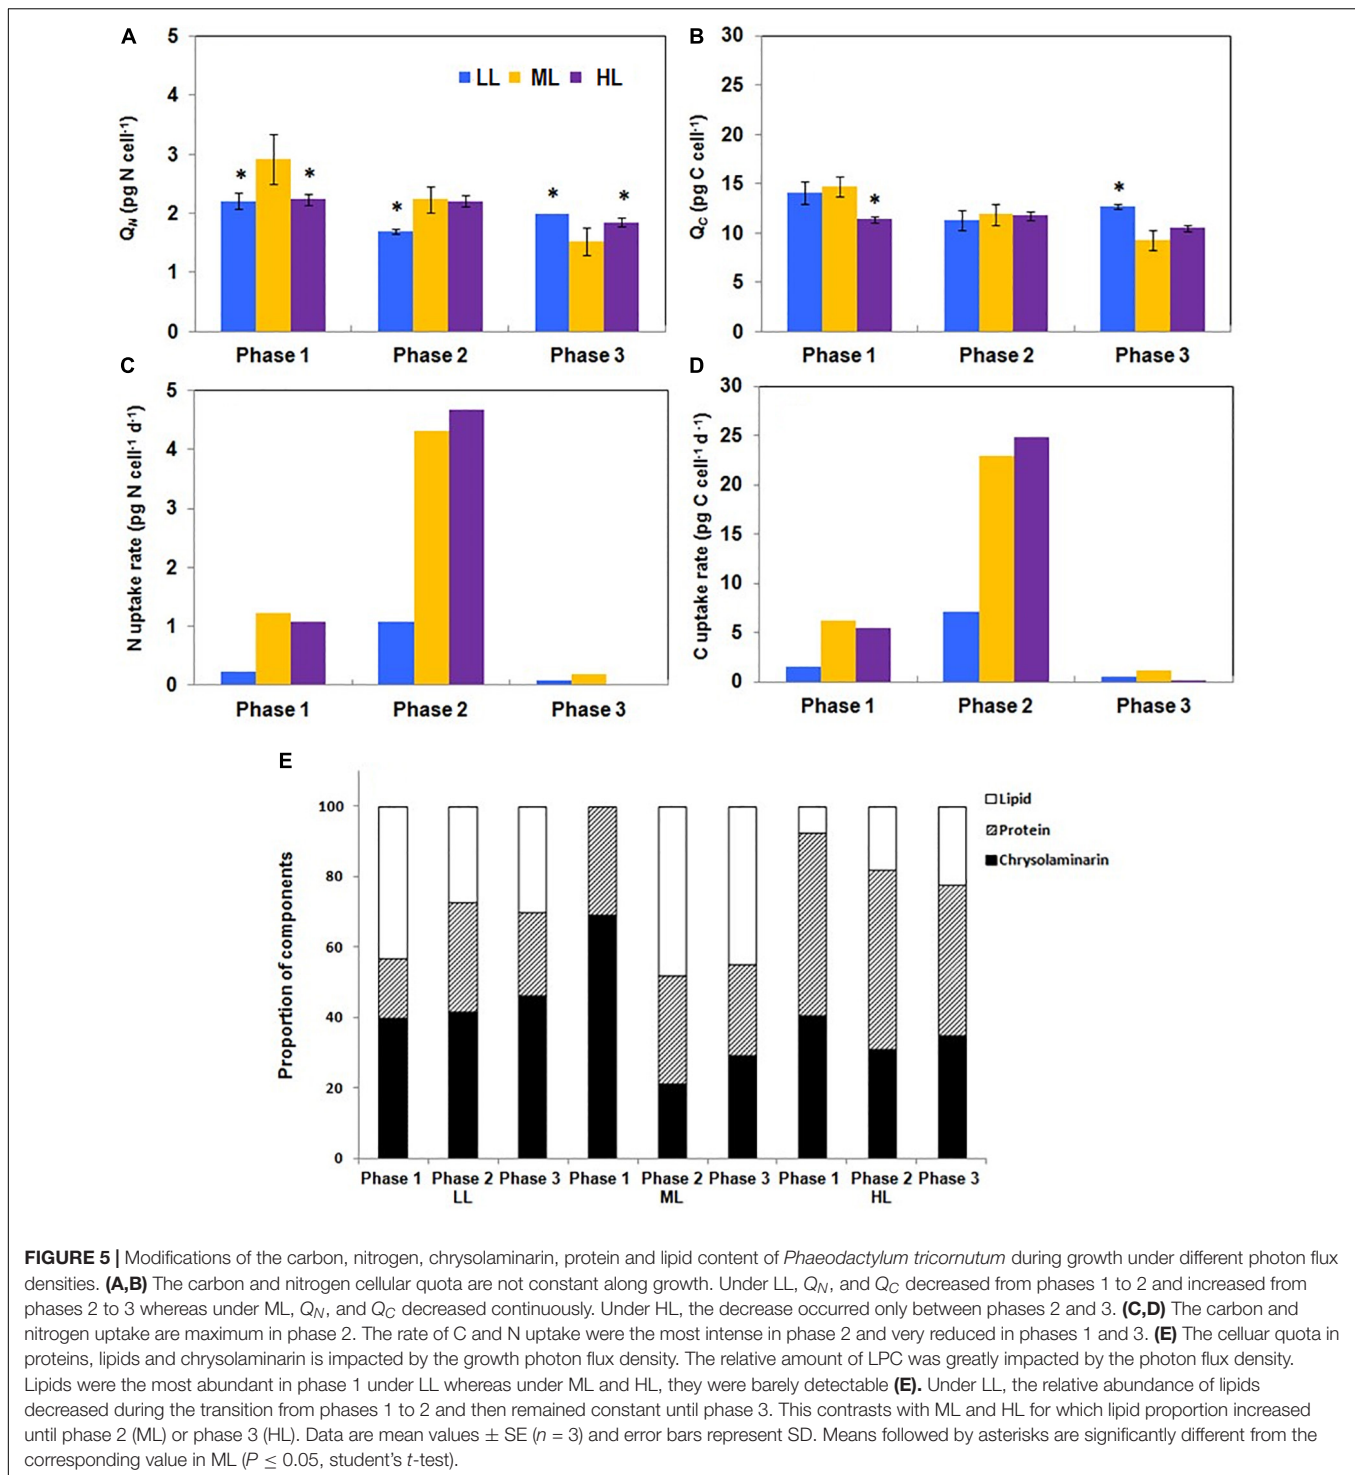 A
B
Q_N (pg N cell⁻¹)
5
4
3
2
1
0
LL ML HL
* * * * *
Phase 1 Phase 2 Phase 3
Q_C (pg C cell⁻¹)
30
25
20
15
10
5
0
* *
Phase 1 Phase 2 Phase 3
C
D
N uptake rate (pg N cell⁻¹ d⁻¹)
5
4
3
2
1
0
Phase 1 Phase 2 Phase 3
C uptake rate (pg C cell⁻¹ d⁻¹)
30
25
20
15
10
5
0
Phase 1 Phase 2 Phase 3
E
Proportion of components
100
80
60
40
20
0
Lipid
Protein
Chrysolaminarin
Phase 1 Phase 2 Phase 3 Phase 1 Phase 2 Phase 3 Phase 1 Phase 2 Phase 3
LL ML HL
FIGURE 5 | Modifications of the carbon, nitrogen, chrysolaminarin, protein and lipid content of Phaeodactylum tricornutum during growth under different photon flux
densities. (A,B) The carbon and nitrogen cellular quota are not constant along growth. Under LL, Q_N, and Q_C decreased from phases 1 to 2 and increased from
phases 2 to 3 whereas under ML, Q_N, and Q_C decreased continuously. Under HL, the decrease occurred only between phases 2 and 3. (C,D) The carbon and
nitrogen uptake are maximum in phase 2. The rate of C and N uptake were the most intense in phase 2 and very reduced in phases 1 and 3. (E) The celluar quota in
proteins, lipids and chrysolaminarin is impacted by the growth photon flux density. The relative amount of LPC was greatly impacted by the photon flux density.
Lipids were the most abundant in phase 1 under LL whereas under ML and HL, they were barely detectable (E). Under LL, the relative abundance of lipids
decreased during the transition from phases 1 to 2 and then remained constant until phase 3. This contrasts with ML and HL for which lipid proportion increased
until phase 2 (ML) or phase 3 (HL). Data are mean values ± SE (n = 3) and error bars represent SD. Means followed by asterisks are significantly different from the
corresponding value in ML (P ≤ 0.05, student's t-test).